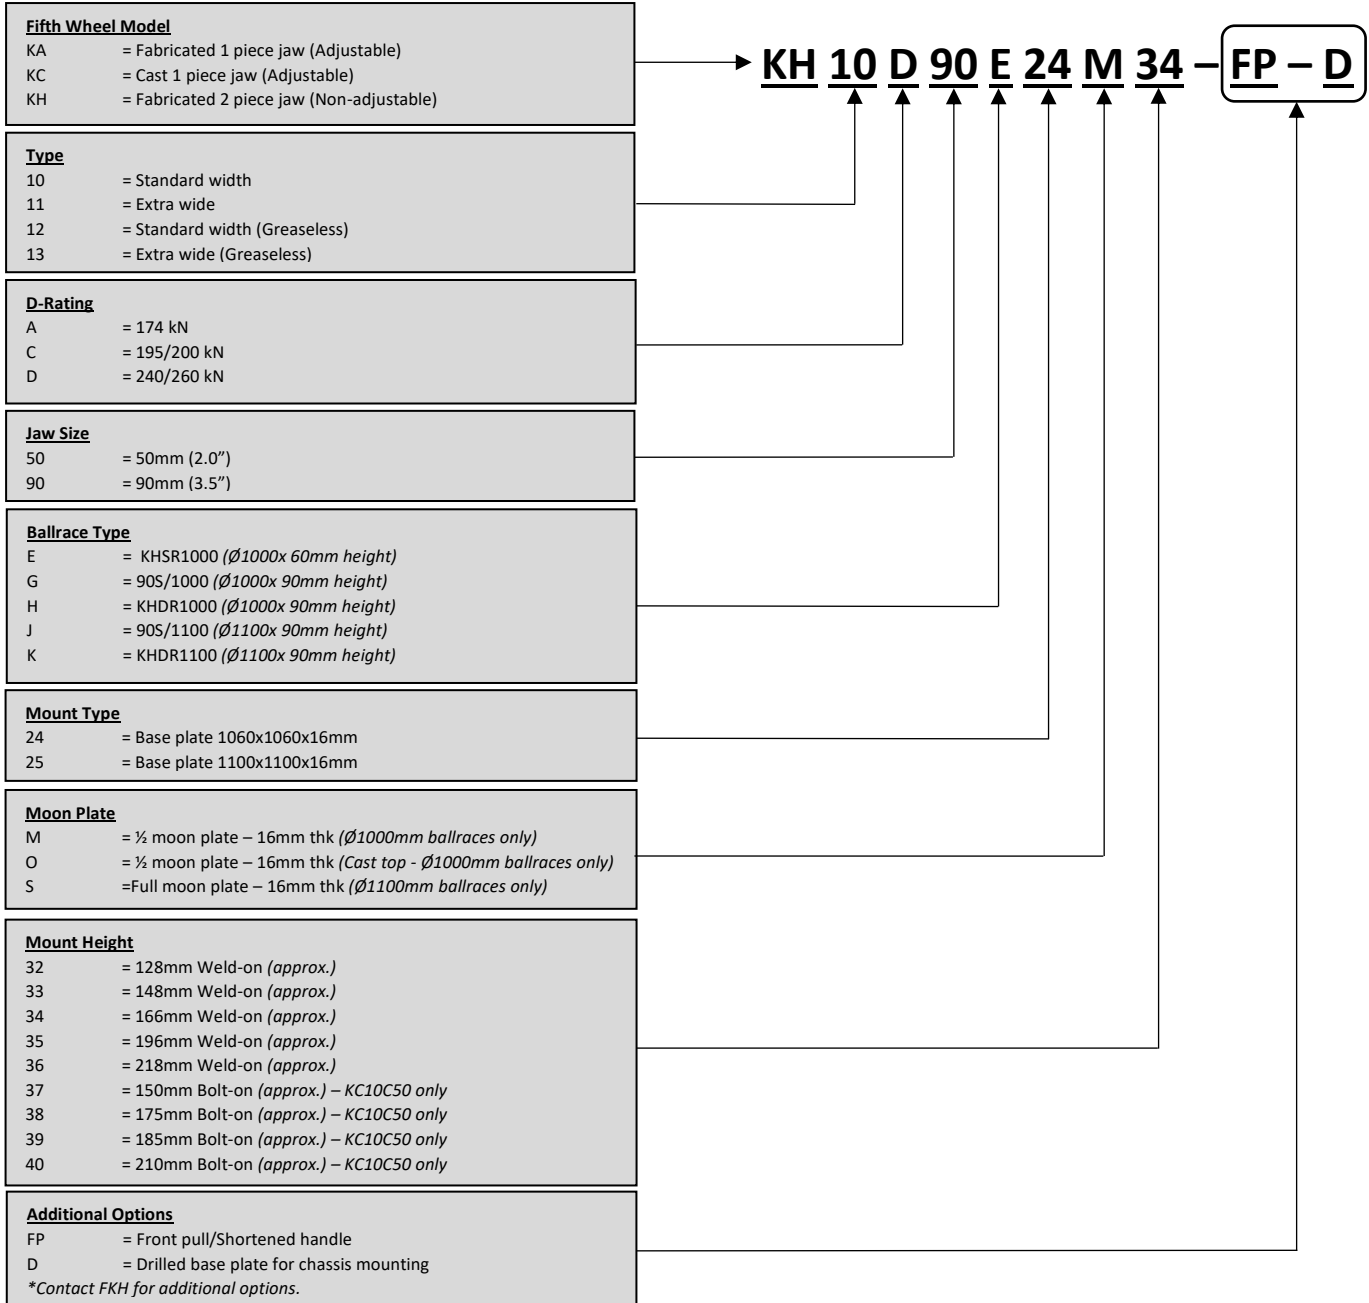 Fifth Wheel Model
KA = Fabricated 1 piece jaw (Adjustable)
KC = Cast 1 piece jaw (Adjustable)
KH = Fabricated 2 piece jaw (Non-adjustable)
KH 10 D 90 E 24 M 34 – FP – D
Type
10 = Standard width
11 = Extra wide
12 = Standard width (Greaseless)
13 = Extra wide (Greaseless)
D-Rating
A = 174 kN
C = 195/200 kN
D = 240/260 kN
Jaw Size
50 = 50mm (2.0”)
90 = 90mm (3.5”)
Ballrace Type
E = KHSR1000 (Ø1000x 60mm height)
G = 90S/1000 (Ø1000x 90mm height)
H = KHDR1000 (Ø1000x 90mm height)
J = 90S/1100 (Ø1100x 90mm height)
K = KHDR1100 (Ø1100x 90mm height)
Mount Type
24 = Base plate 1060x1060x16mm
25 = Base plate 1100x1100x16mm
Moon Plate
M = ½ moon plate – 16mm thk (Ø1000mm ballraces only)
O = ½ moon plate – 16mm thk (Cast top - Ø1000mm ballraces only)
S =Full moon plate – 16mm thk (Ø1100mm ballraces only)
Mount Height
32 = 128mm Weld-on (approx.)
33 = 148mm Weld-on (approx.)
34 = 166mm Weld-on (approx.)
35 = 196mm Weld-on (approx.)
36 = 218mm Weld-on (approx.)
37 = 150mm Bolt-on (approx.) – KC10C50 only
38 = 175mm Bolt-on (approx.) – KC10C50 only
39 = 185mm Bolt-on (approx.) – KC10C50 only
40 = 210mm Bolt-on (approx.) – KC10C50 only
Additional Options
FP = Front pull/Shortened handle
D = Drilled base plate for chassis mounting
*Contact FKH for additional options.